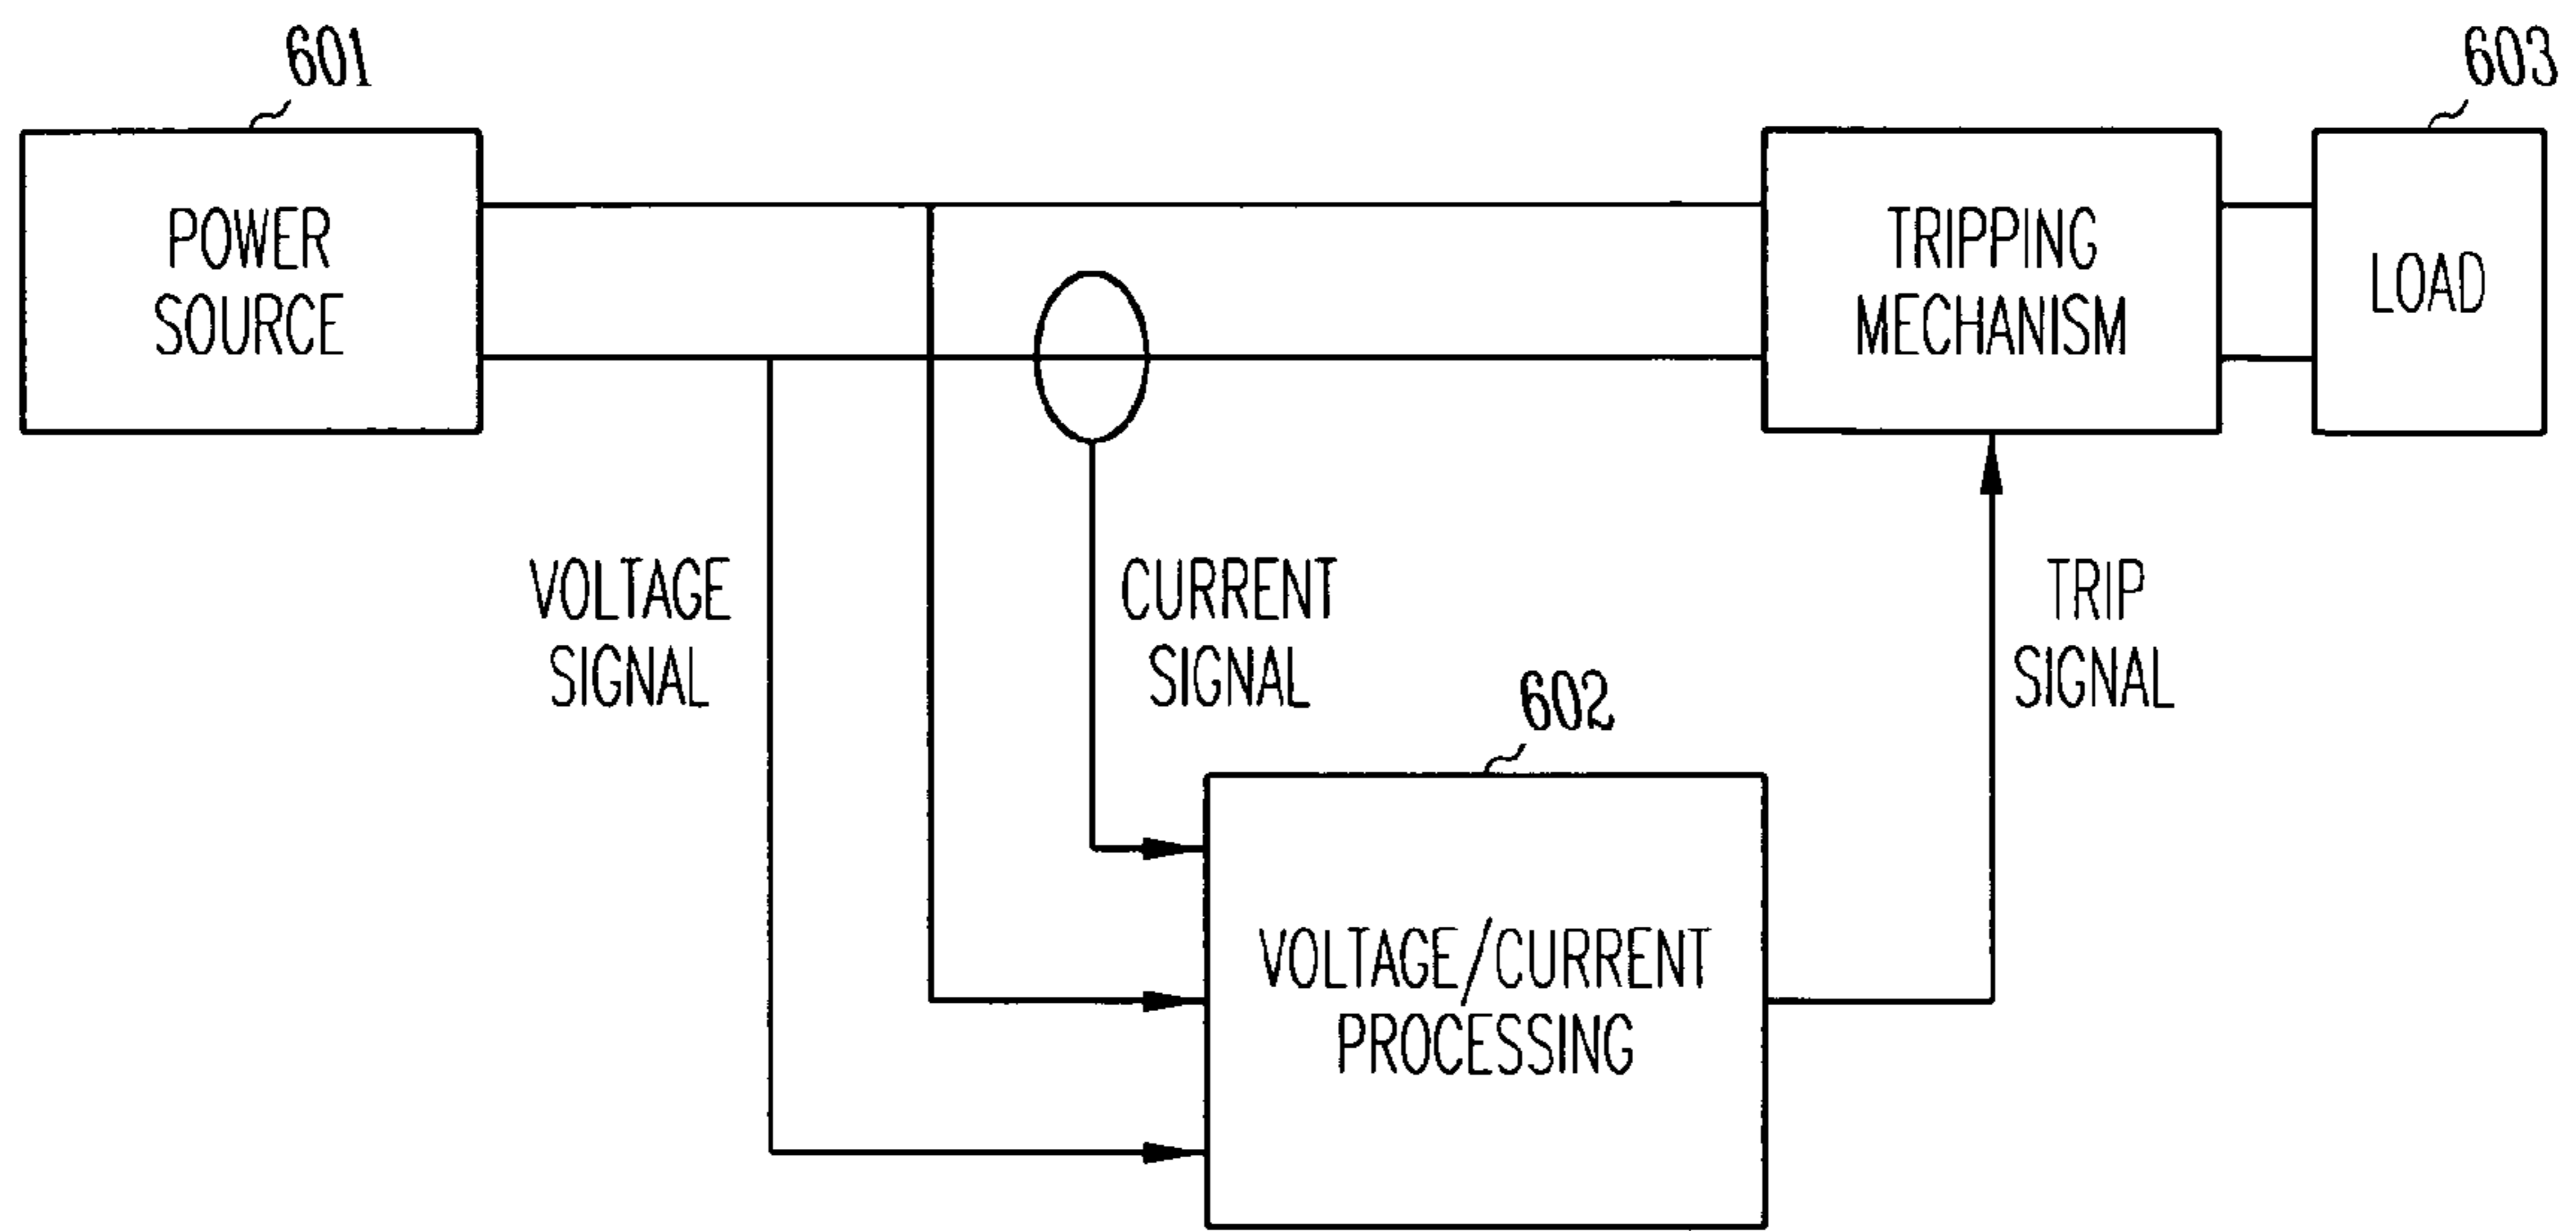 601
603
POWER
SOURCE
TRIPPING
MECHANISM
LOAD
VOLTAGE
SIGNAL
CURRENT
SIGNAL
TRIP
SIGNAL
602
VOLTAGE/CURRENT
PROCESSING